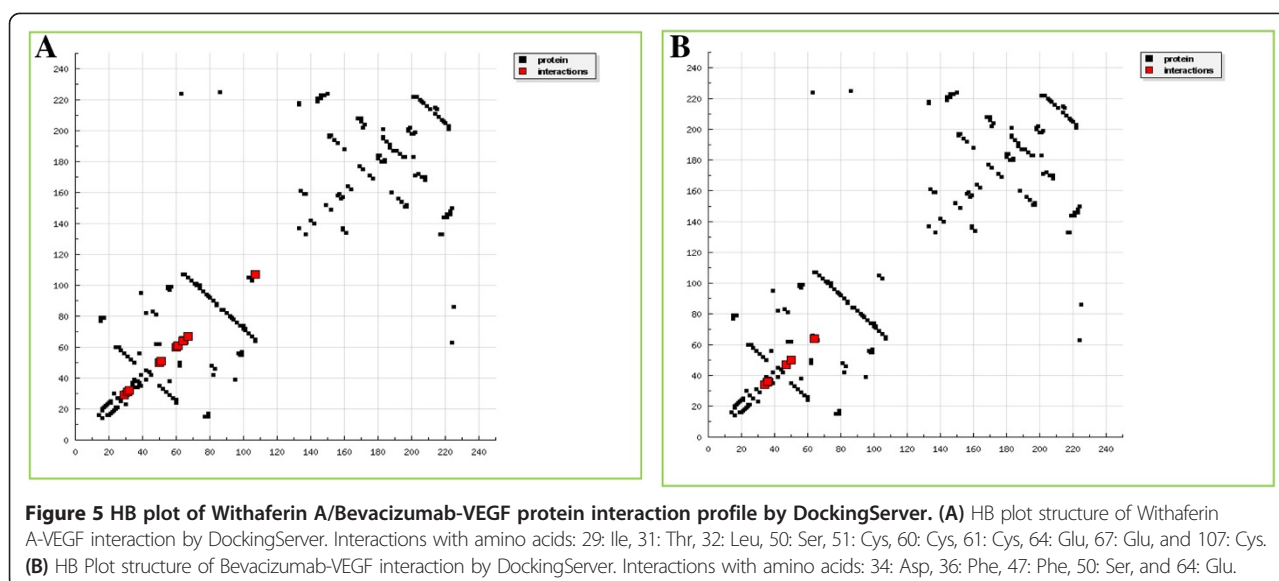 A
protein
interactions
240
220
200
180
160
140
120
100
80
60
40
20
0
0 20 40 60 80 100 120 140 160 180 200 220 240
B
protein
interactions
240
220
200
180
160
140
120
100
80
60
40
20
0
0 20 40 60 80 100 120 140 160 180 200 220 240
Figure 5 HB plot of Withaferin A/Bevacizumab-VEGF protein interaction profile by DockingServer. (A) HB plot structure of Withaferin
A-VEGF interaction by DockingServer. Interactions with amino acids: 29: Ile, 31: Thr, 32: Leu, 50: Ser, 51: Cys, 60: Cys, 61: Cys, 64: Glu, 67: Glu, and 107: Cys.
(B) HB Plot structure of Bevacizumab-VEGF interaction by DockingServer. Interactions with amino acids: 34: Asp, 36: Phe, 47: Phe, 50: Ser, and 64: Glu.